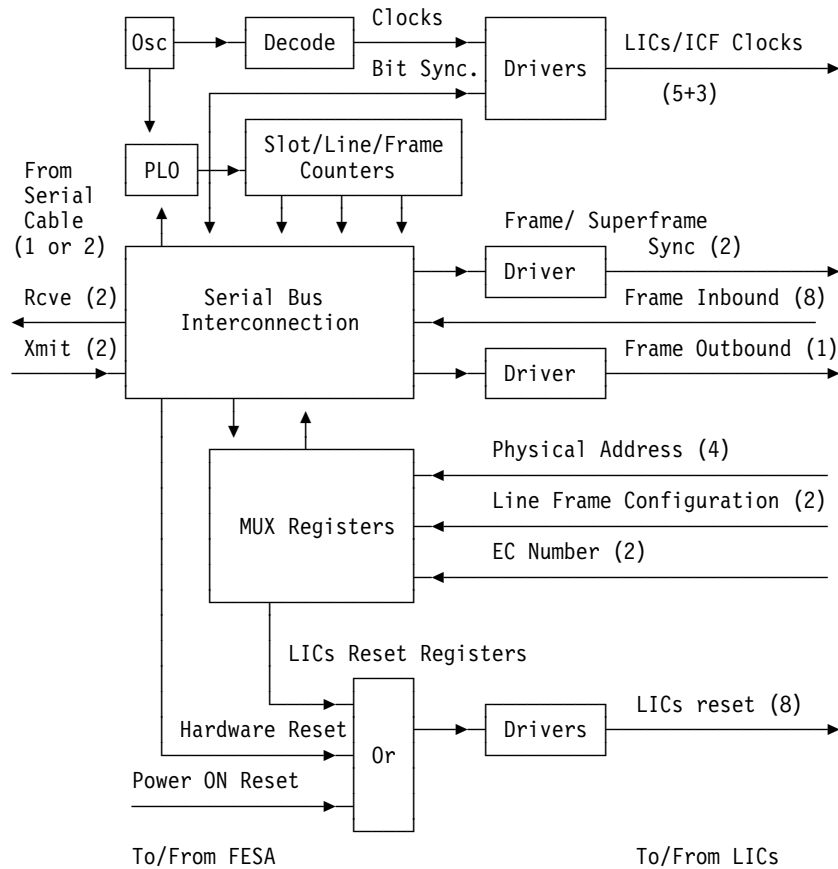 Clocks
Osc
Decode
LICs/ICF Clocks
Drivers
Bit Sync.
(5+3)
Slot/Line/Frame
Counters
PLO
From
Serial
Cable
(1 or 2)
Frame/ Superframe
Sync (2)
Driver
Serial Bus
Interconnection
Rcve (2)
Frame Inbound (8)
Xmit (2)
Frame Outbound (1)
Driver
Physical Address (4)
Line Frame Configuration (2)
MUX Registers
EC Number (2)
LICs Reset Registers
LICs reset (8)
Hardware Reset
Or
Drivers
Power ON Reset
To/From FESA
To/From LICs